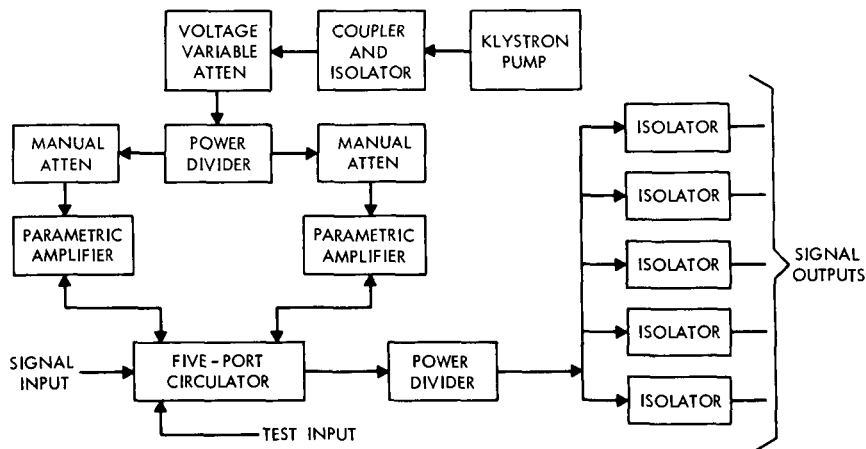 VOLTAGE
VARIABLE
ATTEN
COUPLER
AND
ISOLATOR
KLYSTRON
PUMP
MANUAL
ATTEN
POWER
DIVIDER
MANUAL
ATTEN
PARAMETRIC
AMPLIFIER
PARAMETRIC
AMPLIFIER
SIGNAL
INPUT
FIVE-PORT
CIRCULATOR
POWER
DIVIDER
TEST INPUT
ISOLATOR
ISOLATOR
ISOLATOR
ISOLATOR
ISOLATOR
SIGNAL
OUTPUTS